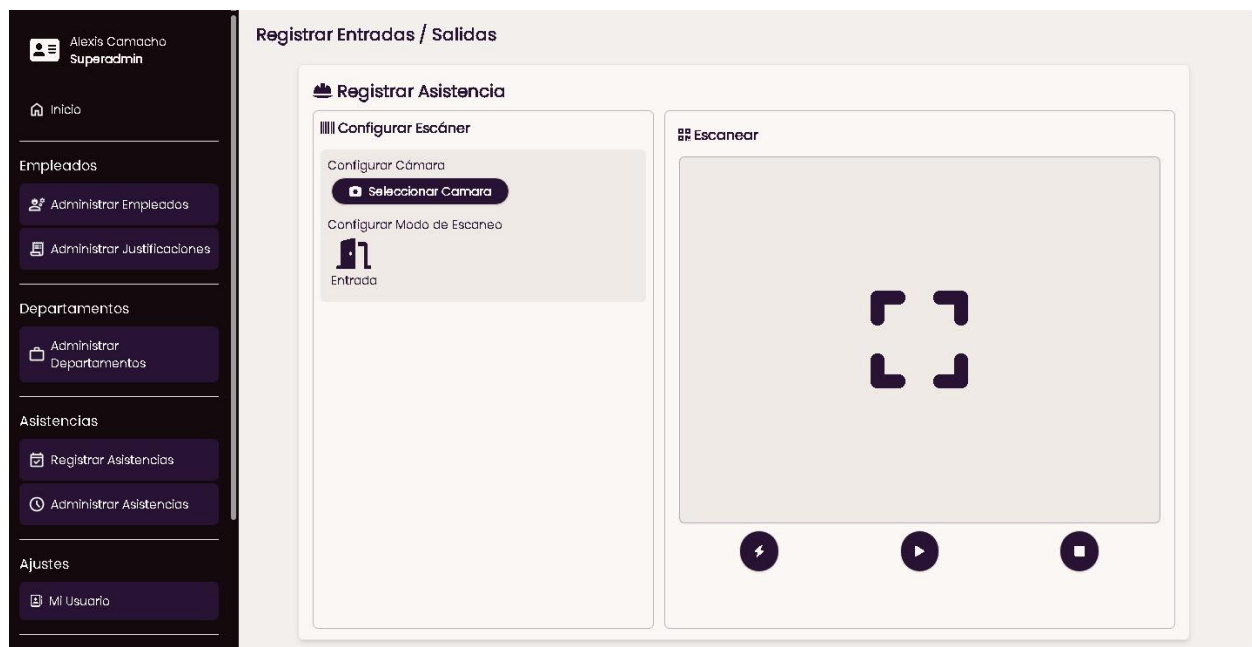 Alexis Camacho
Superadmin
Inicio
Empleados
Administrar Empleados
Administrar Justificaciones
Departamentos
Administrar
Departamentos
Asistencias
Registrar Asistencias
Administrar Asistencias
Ajustes
Mi Usuario
Registrar Entradas / Salidas
Registrar Asistencia
Configurar Escáner
Configurar Cámara
Seleccionar Camara
Configurar Modo de Escaneo
Entrada
Escanear